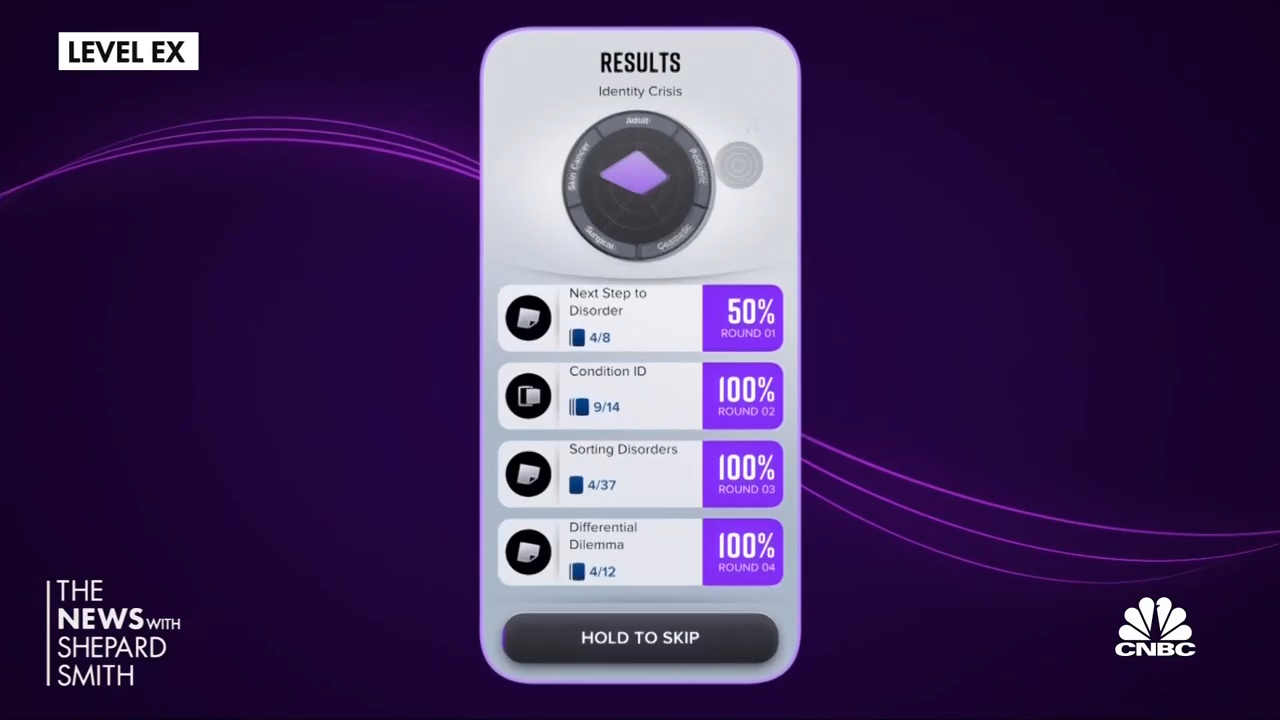 LEVEL EX
RESULTS
Identity Crisis
Adult
Pediatric
Cosmetic
Surgical
Skin Cancer
Next Step to
Disorder
4/8
50%
ROUND 01
Condition ID
9/14
100%
ROUND 02
Sorting Disorders
4/37
100%
ROUND 03
Differential
Dilemma
4/12
100%
ROUND 04
HOLD TO SKIP
THE
NEWS WITH
SHEPARD
SMITH
CNBC